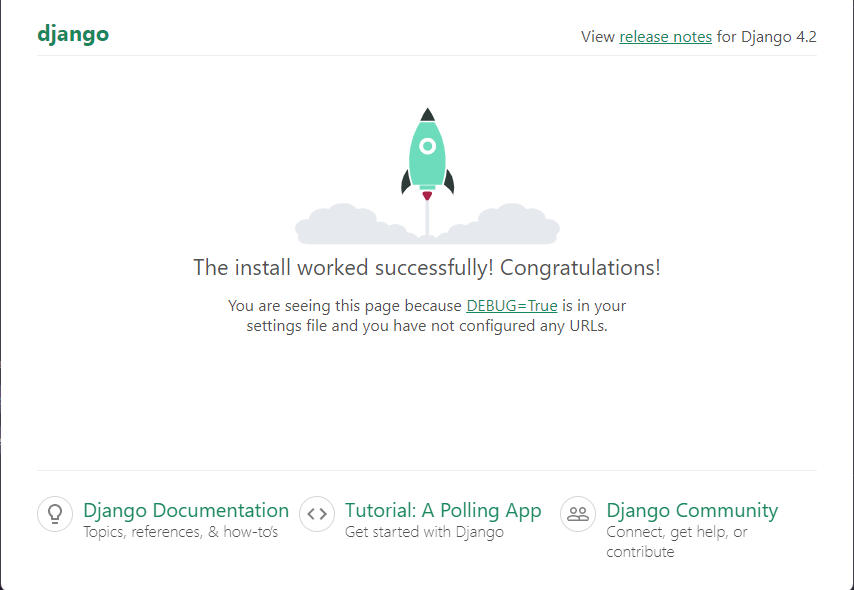 django
View release notes for Django 4.2
The install worked successfully! Congratulations!
You are seeing this page because DEBUG=True is in your
settings file and you have not configured any URLs.
Django Documentation
Topics, references, & how-to’s
Tutorial: A Polling App
Get started with Django
Django Community
Connect, get help, or
contribute